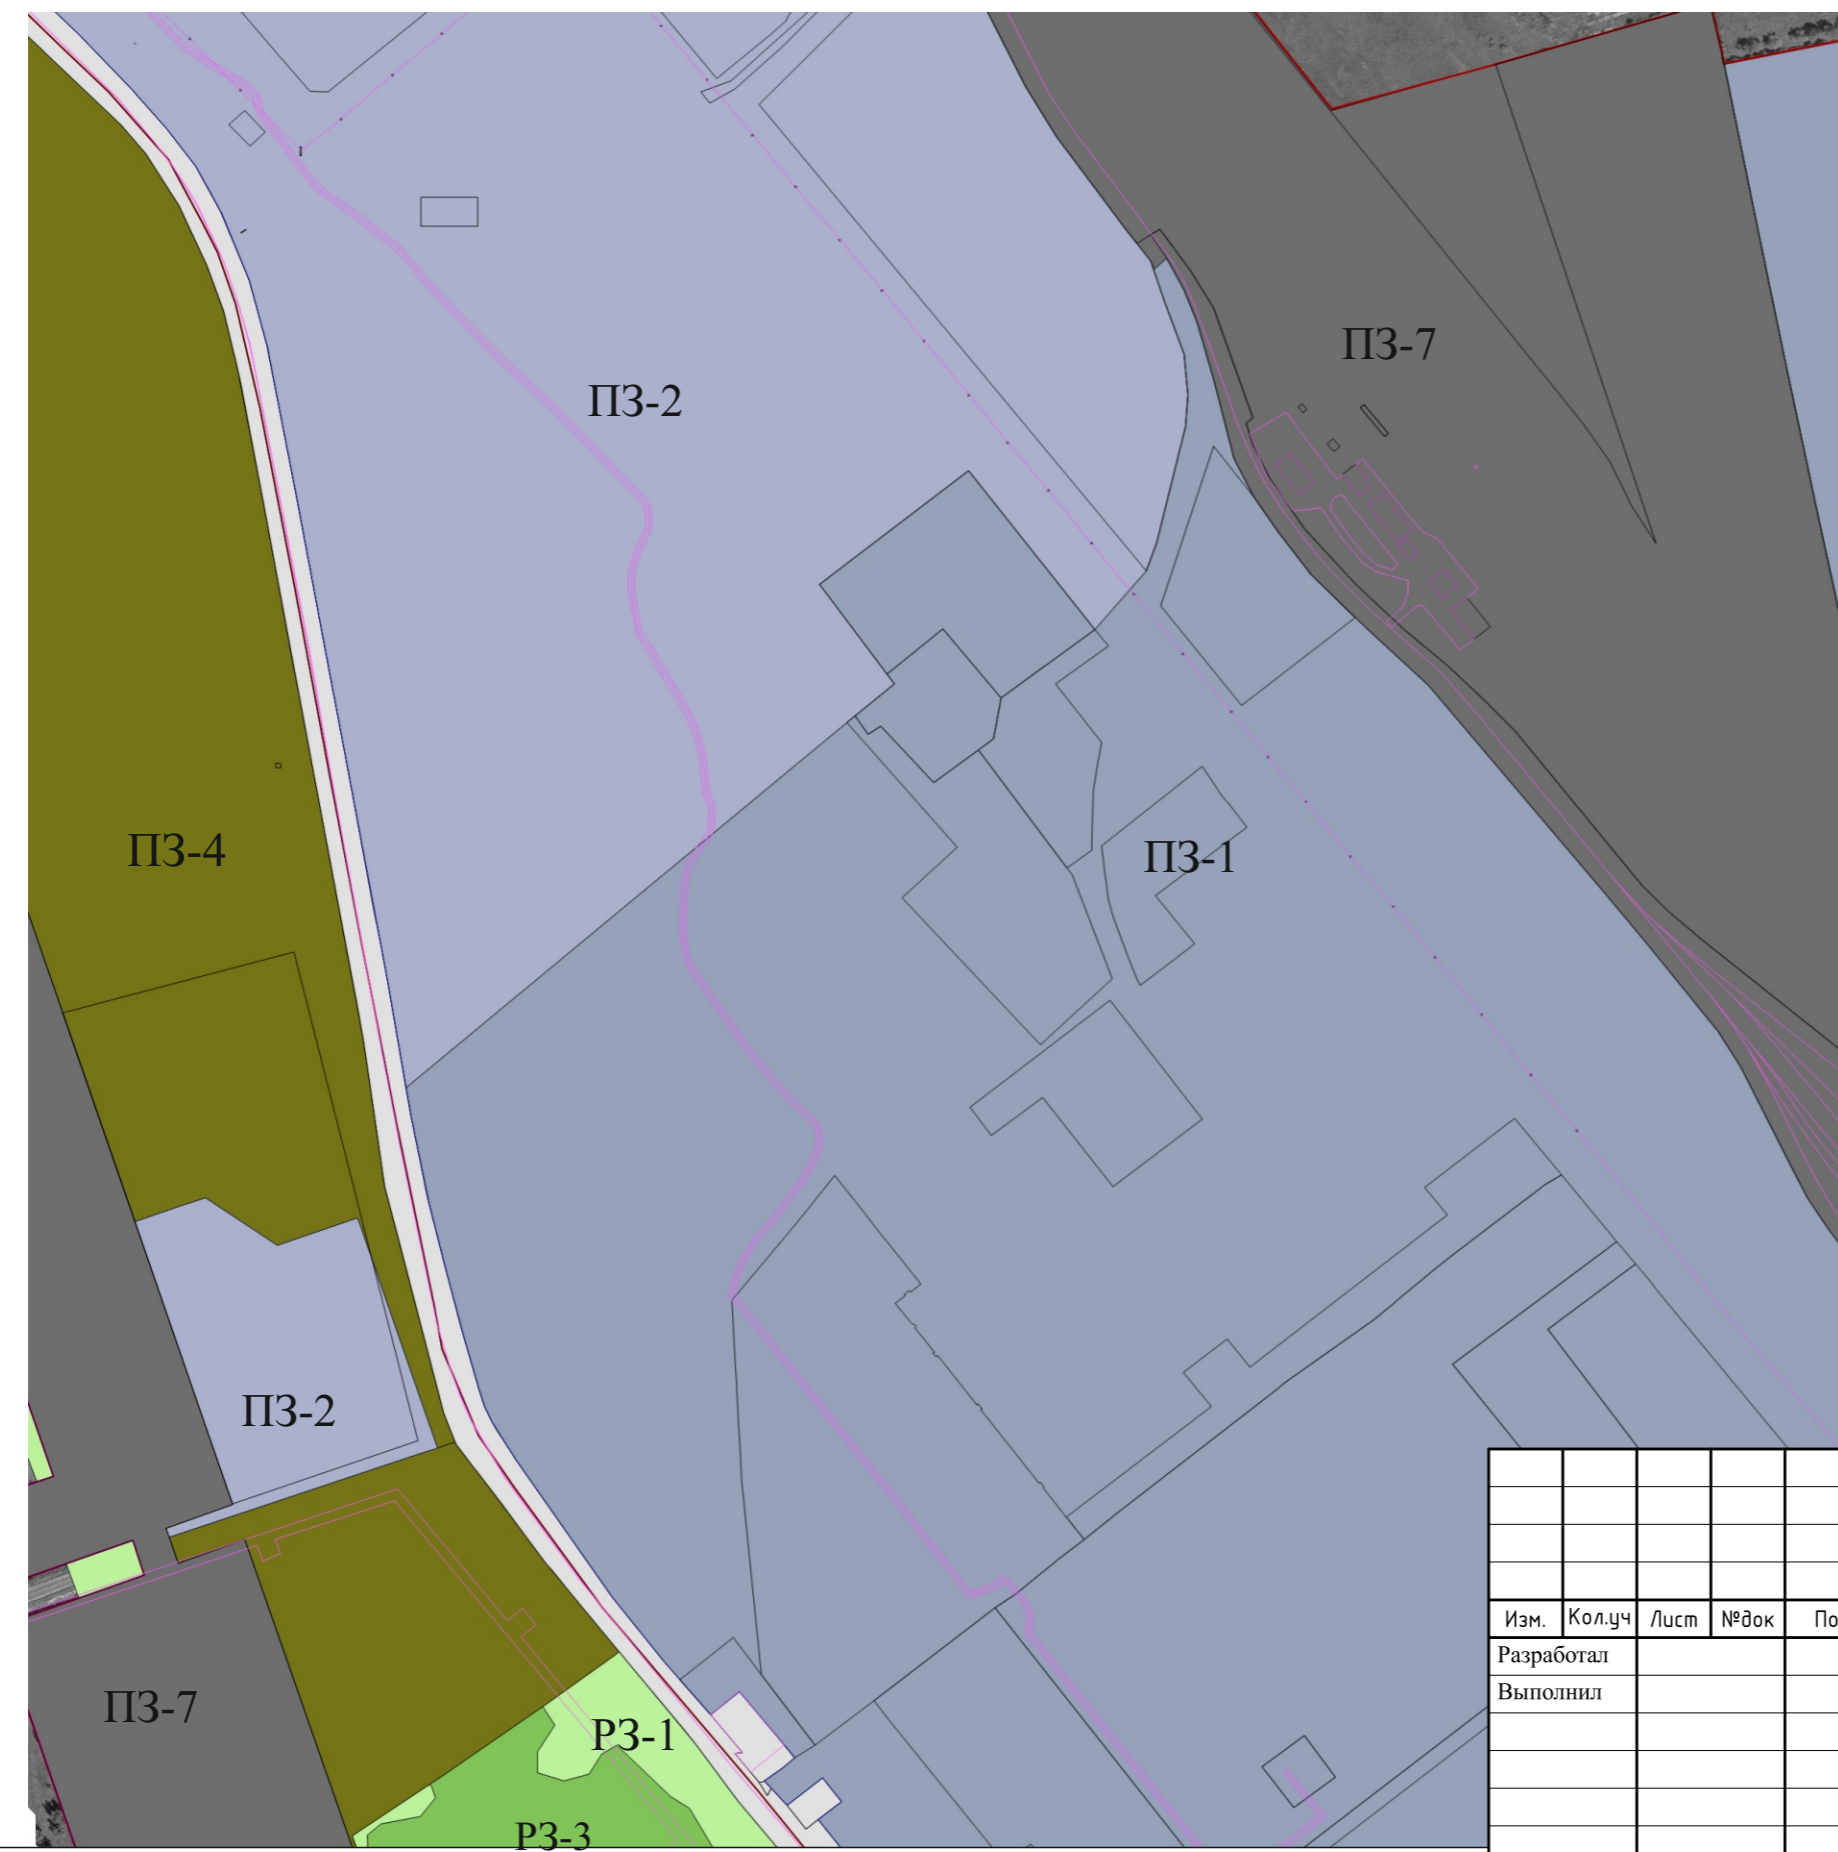 ПЗ-7
ПЗ-2
ПЗ-4
ПЗ-1
ПЗ-2
Изм. Кол.уч Лист №док
Разработал
Выполнил
ПЗ-7
РЗ-1
РЗ-3